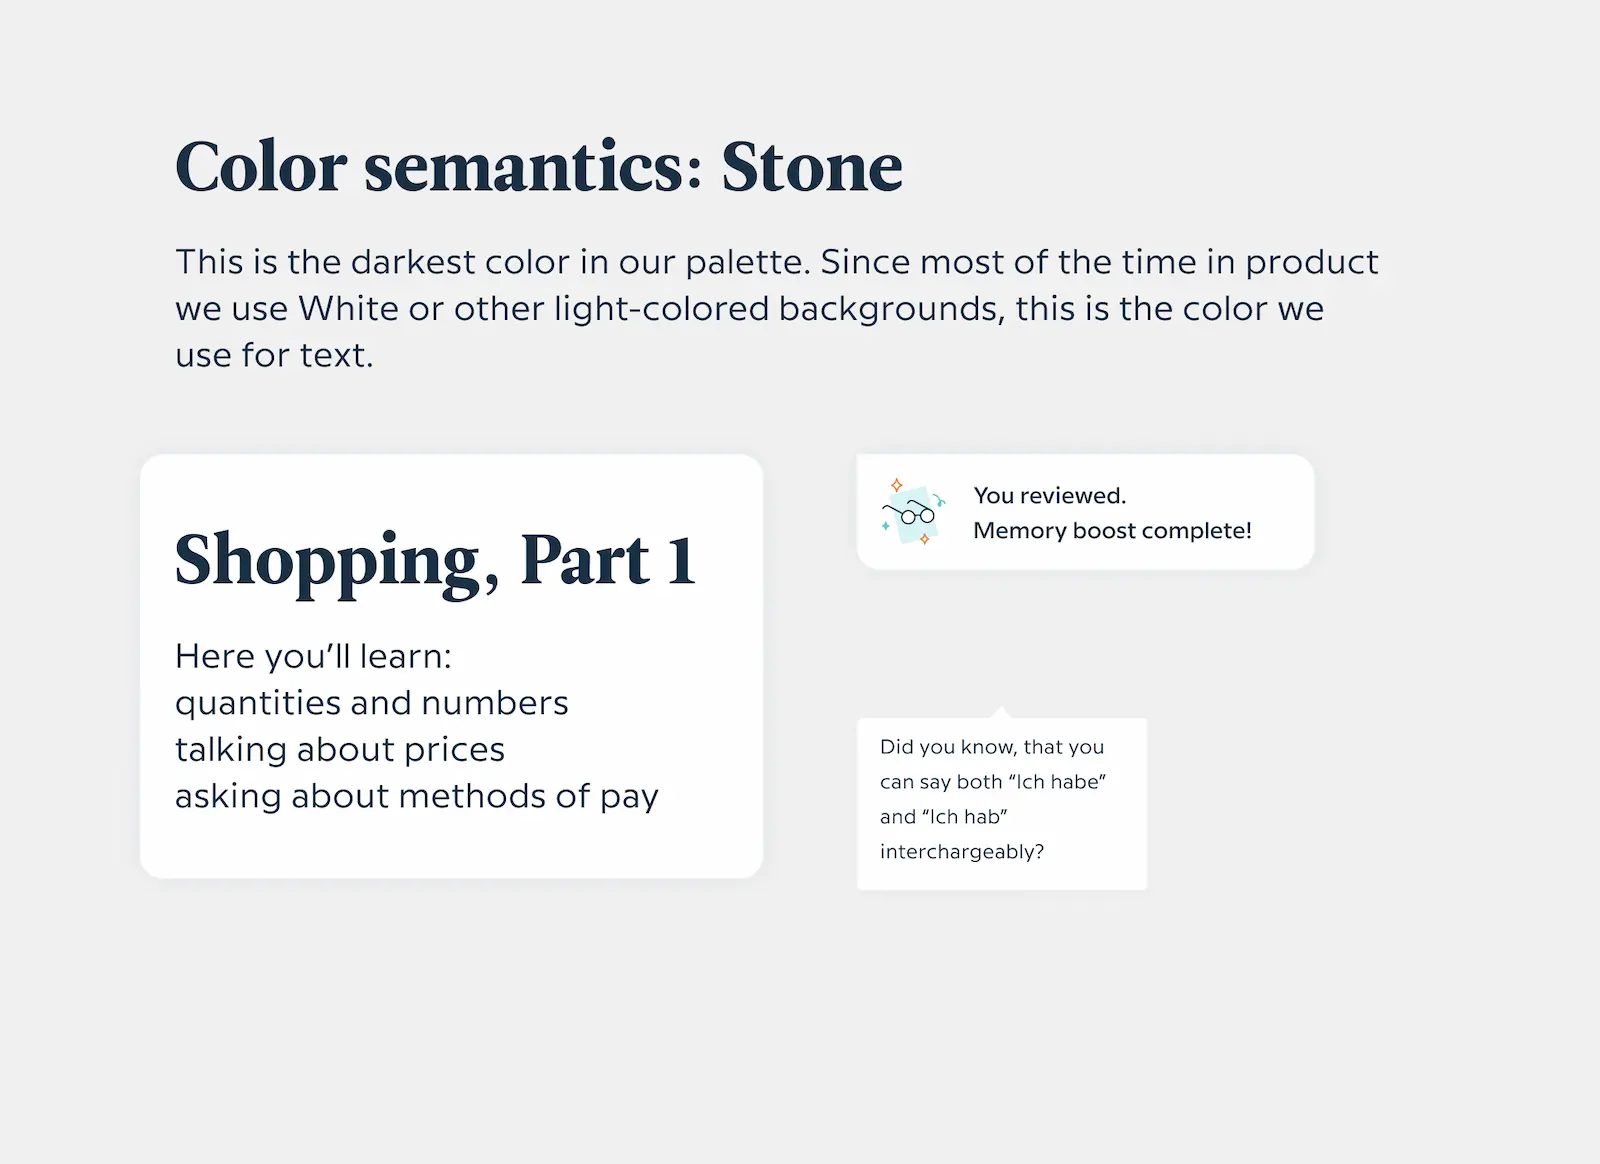 Color semantics: Stone
This is the darkest color in our palette. Since most of the time in product
we use White or other light-colored backgrounds, this is the color we
use for text.
Shopping, Part 1
Here you’ll learn:
quantities and numbers
talking about prices
asking about methods of pay
You reviewed.
Memory boost complete!
Did you know, that you
can say both “Ich habe”
and “Ich hab”
interchargeably?